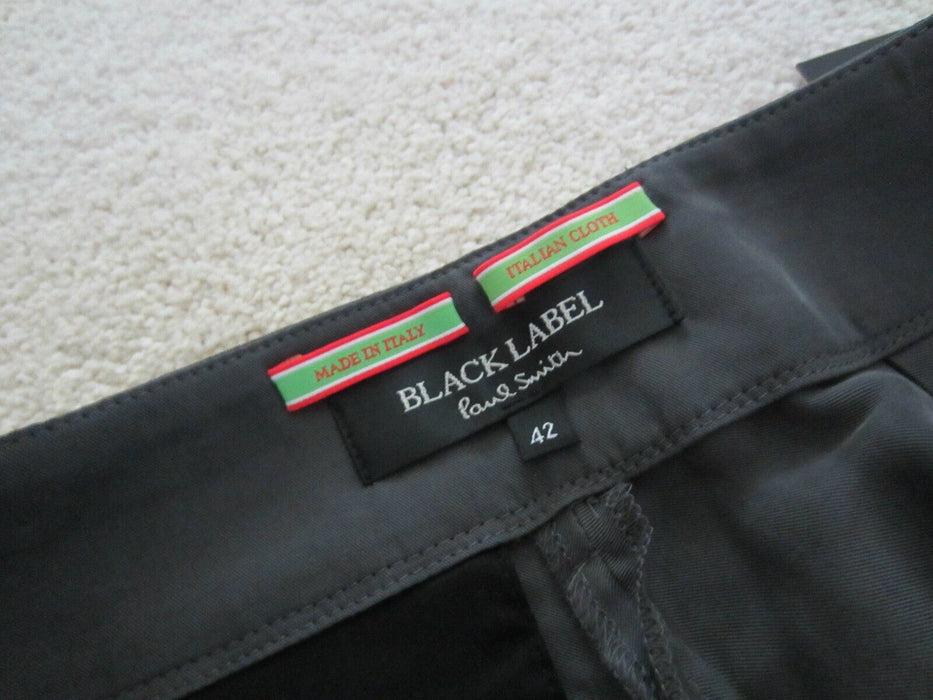 MADE IN ITALY
ITALIAN CLOTH
BLACK LABEL
Paul Smith
42